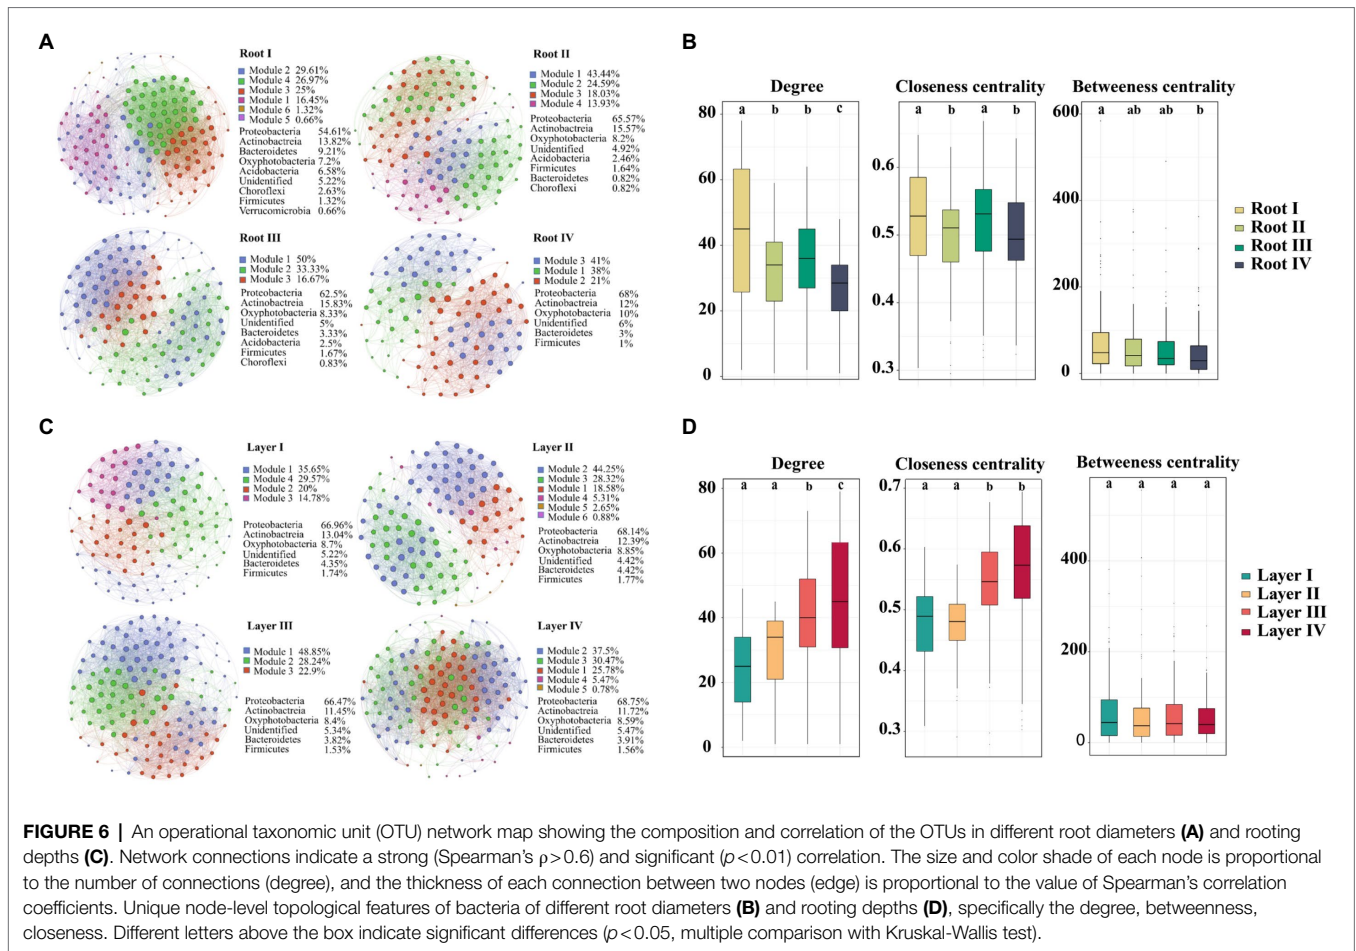 A
Root I
Module 2 29.61%
Module 4 26.97%
Module 3 25%
Module 1 16.45%
Module 6 1.32%
Module 5 0.66%
Proteobacteria 54.61%
Actinobactreia 13.82%
Bacteroidetes 9.21%
Oxyphotobacteria 7.2%
Acidobacteria 6.58%
Unidentified 5.22%
Choroflexi 2.63%
Firmicutes 1.32%
Verrucomicrobia 0.66%
Root II
Module 1 43.44%
Module 2 24.59%
Module 3 18.03%
Module 4 13.93%
Proteobacteria 65.57%
Actinobactreia 15.57%
Oxyphotobacteria 8.2%
Unidentified 4.92%
Acidobacteria 2.46%
Firmicutes 1.64%
Bacteroidetes 0.82%
Choroflexi 0.82%
Root III
Module 1 50%
Module 2 33.33%
Module 3 16.67%
Proteobacteria 62.5%
Actinobactreia 15.83%
Oxyphotobacteria 8.33%
Unidentified 5%
Bacteroidetes 3.33%
Acidobacteria 2.5%
Firmicutes 1.67%
Choroflexi 0.83%
Root IV
Module 3 41%
Module 1 38%
Module 2 21%
Proteobacteria 68%
Actinobactreia 12%
Oxyphotobacteria 10%
Unidentified 6%
Bacteroidetes 3%
Firmicutes 1%
B
Degree
a b b c
80
60
40
20
0
Closeness centrality
a b a b
0.6
0.5
0.4
0.3
Betweeness centrality
a ab ab b
600
400
200
0
Root I
Root II
Root III
Root IV
C
Layer I
Module 1 35.65%
Module 4 29.57%
Module 2 20%
Module 3 14.78%
Proteobacteria 66.96%
Actinobactreia 13.04%
Oxyphotobacteria 8.7%
Unidentified 5.22%
Bacteroidetes 4.35%
Firmicutes 1.74%
Layer II
Module 2 44.25%
Module 3 28.32%
Module 1 18.58%
Module 4 5.31%
Module 5 2.65%
Module 6 0.88%
Proteobacteria 68.14%
Actinobactreia 12.39%
Oxyphotobacteria 8.85%
Unidentified 4.42%
Bacteroidetes 4.42%
Firmicutes 1.77%
Layer III
Module 1 48.85%
Module 2 28.24%
Module 3 22.9%
Proteobacteria 66.47%
Actinobactreia 11.45%
Oxyphotobacteria 8.4%
Unidentified 5.34%
Bacteroidetes 3.82%
Firmicutes 1.53%
Layer IV
Module 2 37.5%
Module 3 30.47%
Module 1 25.78%
Module 4 5.47%
Module 5 0.78%
Proteobacteria 68.75%
Actinobactreia 11.72%
Oxyphotobacteria 8.59%
Unidentified 5.47%
Bacteroidetes 3.91%
Firmicutes 1.56%
D
Degree
a a b c
80
60
40
20
0
Closeness centrality
a a b b
0.7
0.6
0.5
0.4
0.3
Betweeness centrality
a a a a
400
200
0
Layer I
Layer II
Layer III
Layer IV
FIGURE 6 | An operational taxonomic unit (OTU) network map showing the composition and correlation of the OTUs in different root diameters (A) and rooting
depths (C). Network connections indicate a strong (Spearman's ρ>0.6) and significant (p<0.01) correlation. The size and color shade of each node is proportional
to the number of connections (degree), and the thickness of each connection between two nodes (edge) is proportional to the value of Spearman's correlation
coefficients. Unique node-level topological features of bacteria of different root diameters (B) and rooting depths (D), specifically the degree, betweenness,
closeness. Different letters above the box indicate significant differences (p<0.05, multiple comparison with Kruskal-Wallis test).